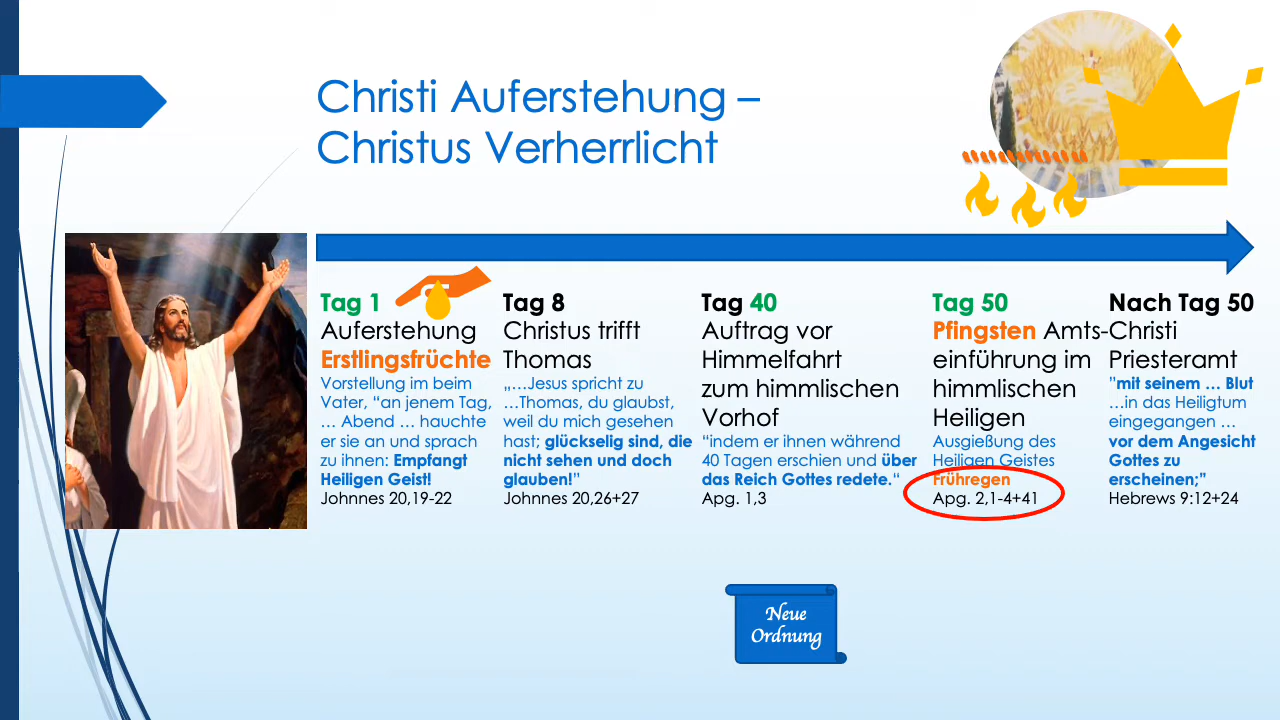 Christi Auferstehung –
Christus Verherrlicht
Tag 1
Auferstehung
Erstlingsfrüchte
Vorstellung im beim
Vater, “an jenem Tag,
… Abend … hauchte
er sie an und sprach
zu ihnen: Empfangt
Heiligen Geist!
Johnnes 20,19-22
Tag 8
Christus trifft
Thomas
„…Jesus spricht zu
…Thomas, du glaubst,
weil du mich gesehen
hast; glückselig sind, die
nicht sehen und doch
glauben!”
Johnnes 20,26+27
Tag 40
Auftrag vor
Himmelfahrt
zum himmlischen
Vorhof
“indem er ihnen während
40 Tagen erschien und über
das Reich Gottes redete.“
Apg. 1,3
Tag 50
Pfingsten Amts-
einführung im
himmlischen
Heiligen
Ausgießung des
Heiligen Geistes
Frühregen
Apg. 2,1-4+41
Nach Tag 50
Christi
Priesteramt
”mit seinem … Blut
…in das Heiligtum
eingegangen …
vor dem Angesicht
Gottes zu
erscheinen;”
Hebrews 9:12+24
Neue
Ordnung